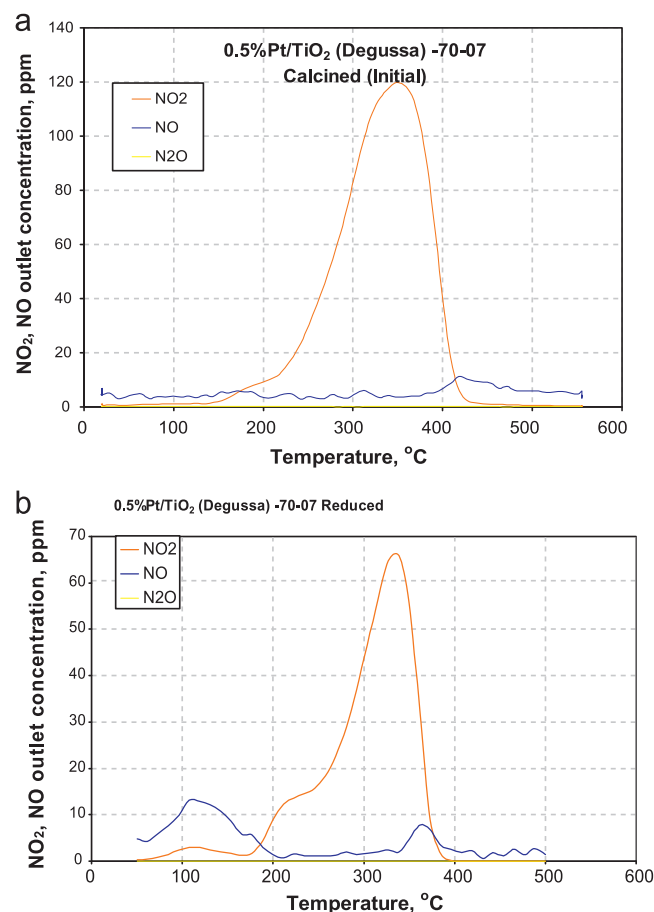 a
0.5%Pt/TiO₂ (Degussa) -70-07
Calcined (Initial)
NO2
NO
N2O
NO₂, NO outlet concentration, ppm
140
120
100
80
60
40
20
0
0 100 200 300 400 500 600
Temperature, °C
b
0.5%Pt/TiO₂ (Degussa) -70-07 Reduced
NO2
NO
N2O
NO₂, NO outlet concentration, ppm
70
60
50
40
30
20
10
0
0 100 200 300 400 500 600
Temperature, °C